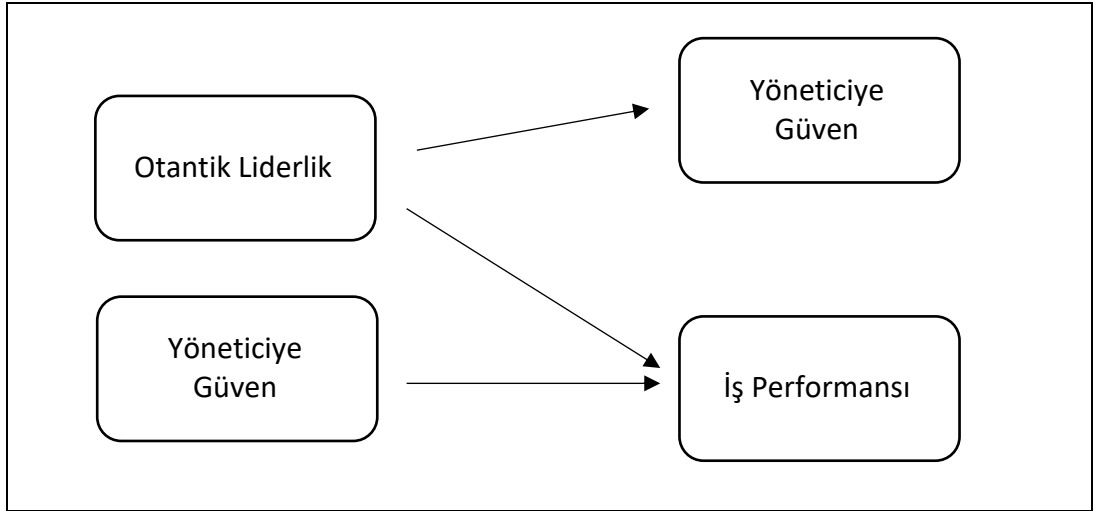 Yöneticiye
Güven
Otantik Liderlik
Yöneticiye
Güven
İş Performansı